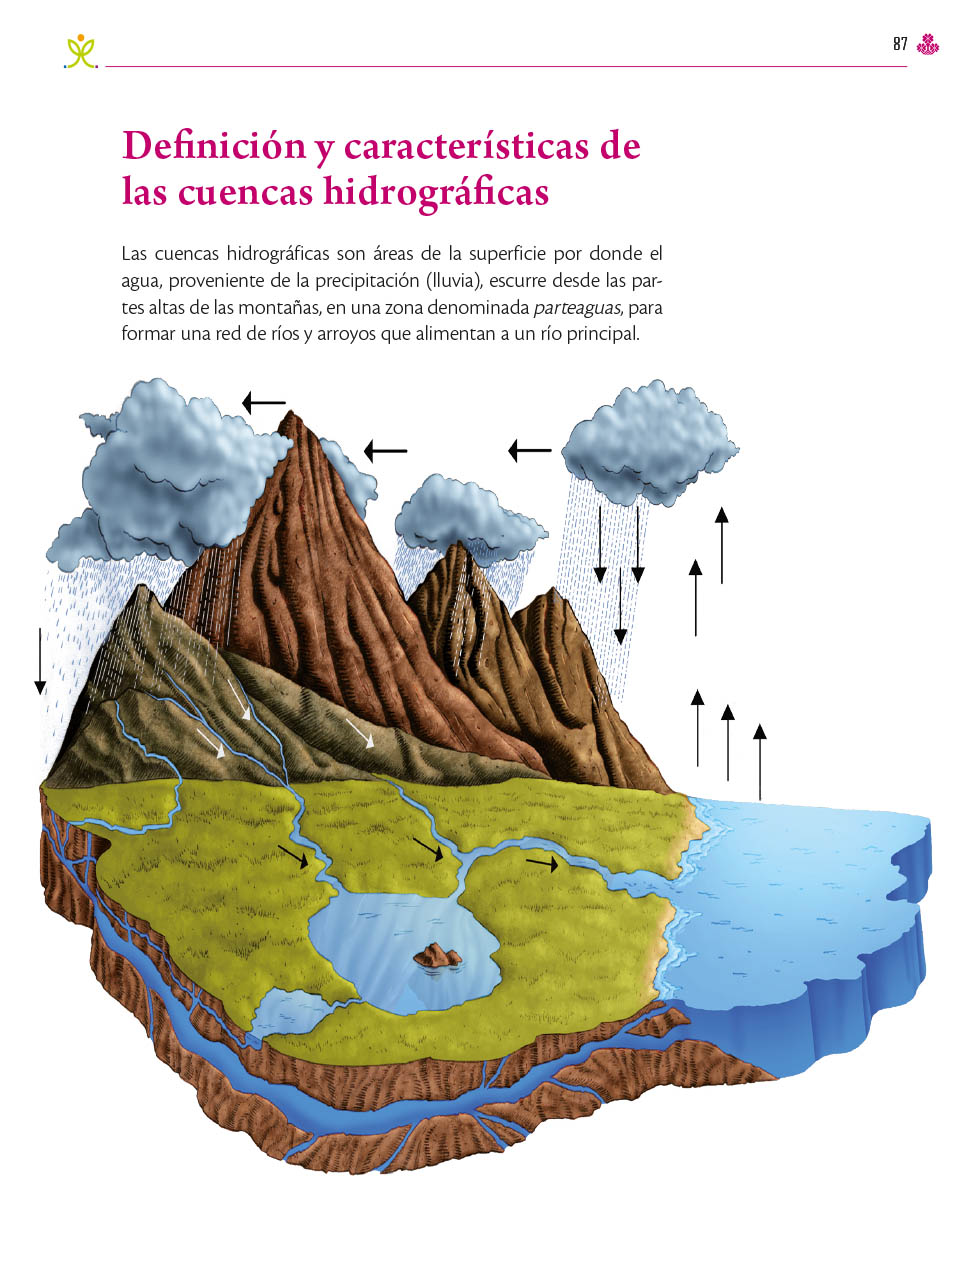 87
Definición y características de
las cuencas hidrográficas
Las cuencas hidrográficas son áreas de la superficie por donde el
agua, proveniente de la precipitación (lluvia), escurre desde las par-
tes altas de las montañas, en una zona denominada parteaguas, para
formar una red de ríos y arroyos que alimentan a un río principal.